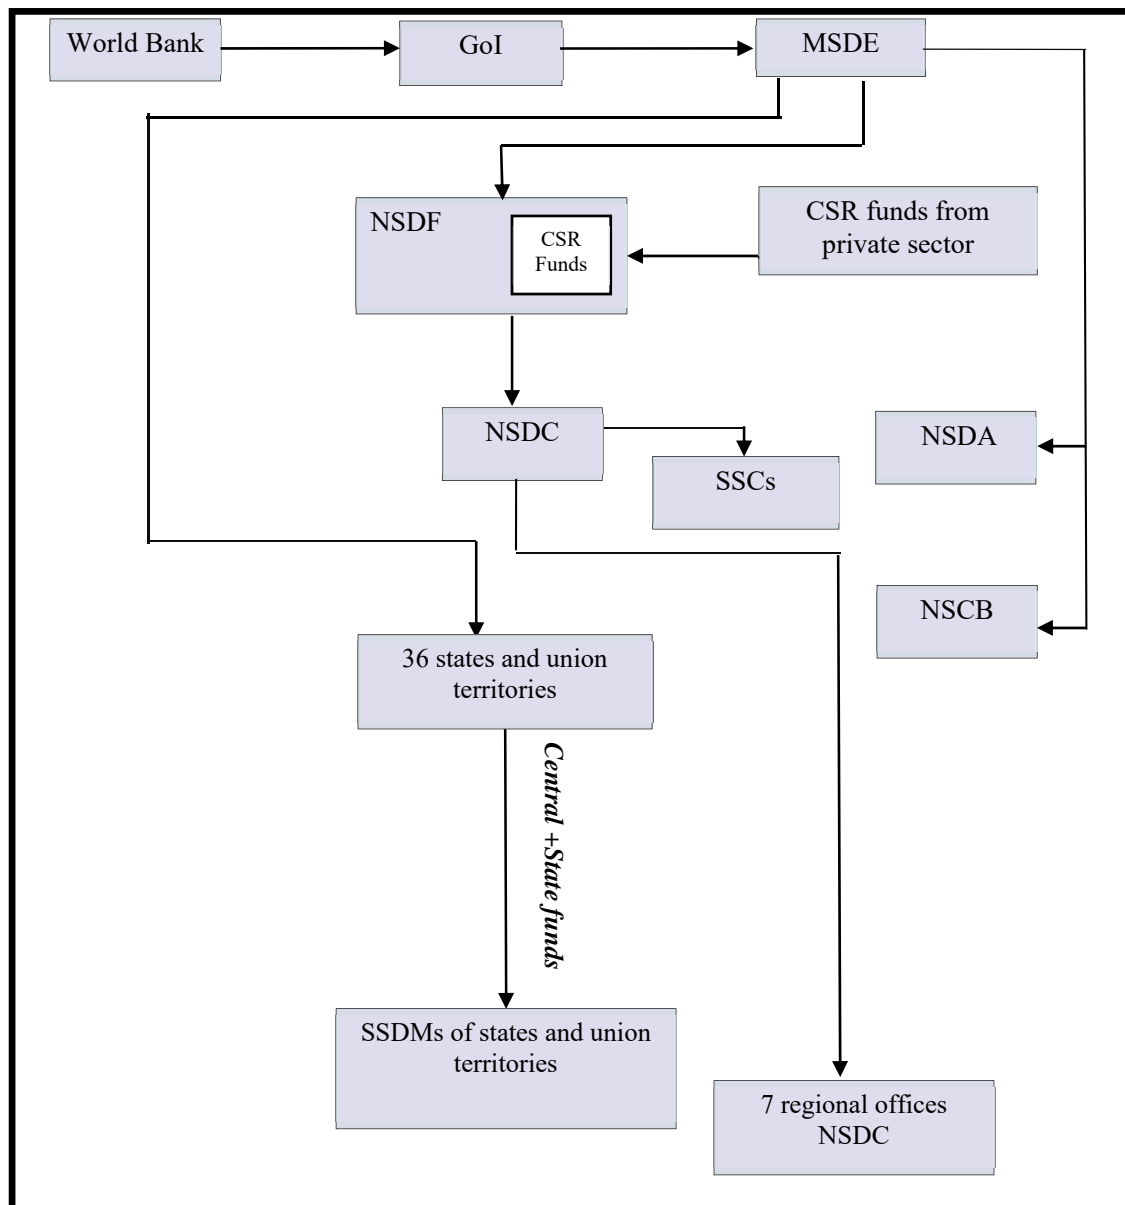 World Bank
GoI
MSDE
NSDF
CSR
Funds
CSR funds from
private sector
NSDC
SSCs
NSDA
NSCB
36 states and union
territories
Central +State funds
SSDMs of states and union
territories
7 regional offices
NSDC